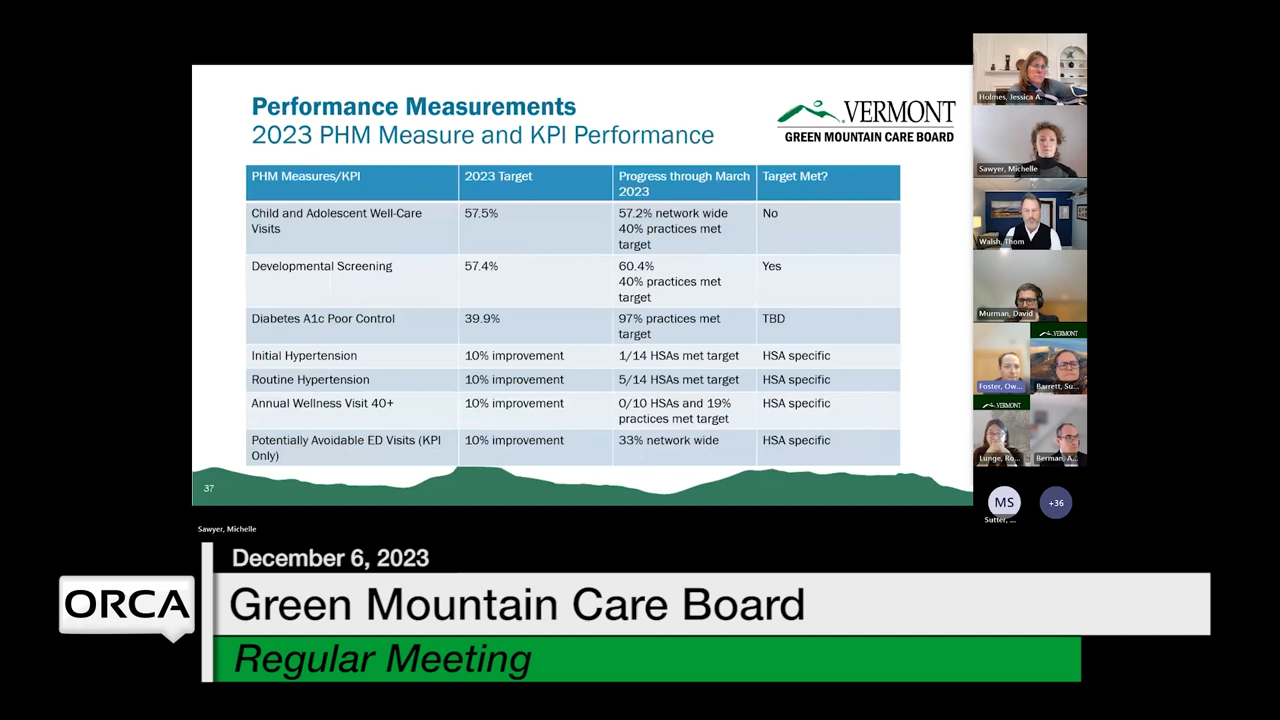 Performance Measurements
2023 PHM Measure and KPI Performance
VERMONT
GREEN MOUNTAIN CARE BOARD
PHM Measures/KPI
2023 Target
Progress through March
2023
Target Met?
Child and Adolescent Well-Care
Visits
57.5%
57.2% network wide
40% practices met
target
No
Developmental Screening
57.4%
60.4%
40% practices met
target
Yes
Diabetes A1c Poor Control
39.9%
97% practices met
target
TBD
Initial Hypertension
10% improvement
1/14 HSAs met target
HSA specific
Routine Hypertension
10% improvement
5/14 HSAs met target
HSA specific
Annual Wellness Visit 40+
10% improvement
0/10 HSAs and 19%
practices met target
HSA specific
Potentially Avoidable ED Visits (KPI
Only)
10% improvement
33% network wide
HSA specific
37
Holmes, Jessica A.
Sawyer, Michelle
Walsh, Thom
Murman, David
VERMONT
Foster, Ow...
Barrett, Su...
VERMONT
Lunge, Ro...
Berman, A...
MS
+36
Sutter, ...
Sawyer, Michelle
December 6, 2023
ORCA
Green Mountain Care Board
Regular Meeting